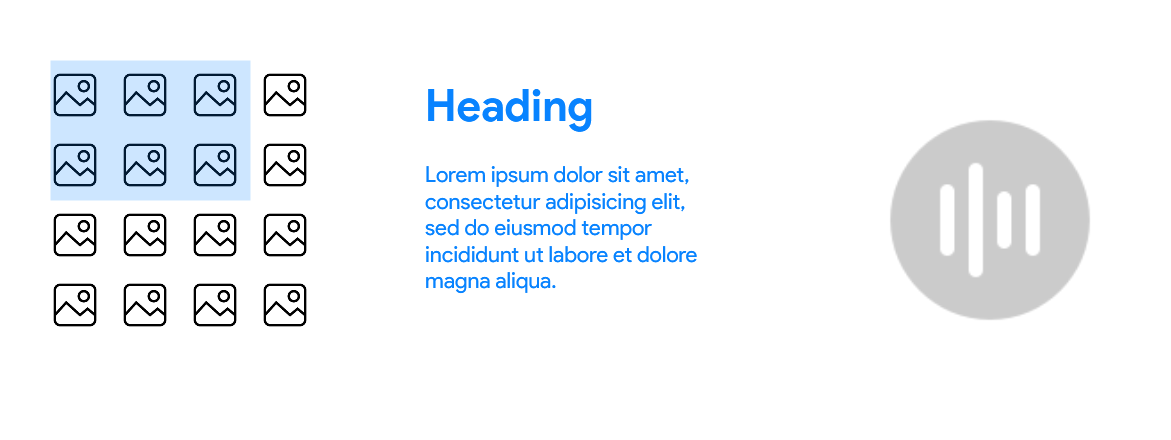 Heading
Lorem ipsum dolor sit amet,
consectetur adipisicing elit,
sed do eiusmod tempor
incididunt ut labore et dolore
magna aliqua.